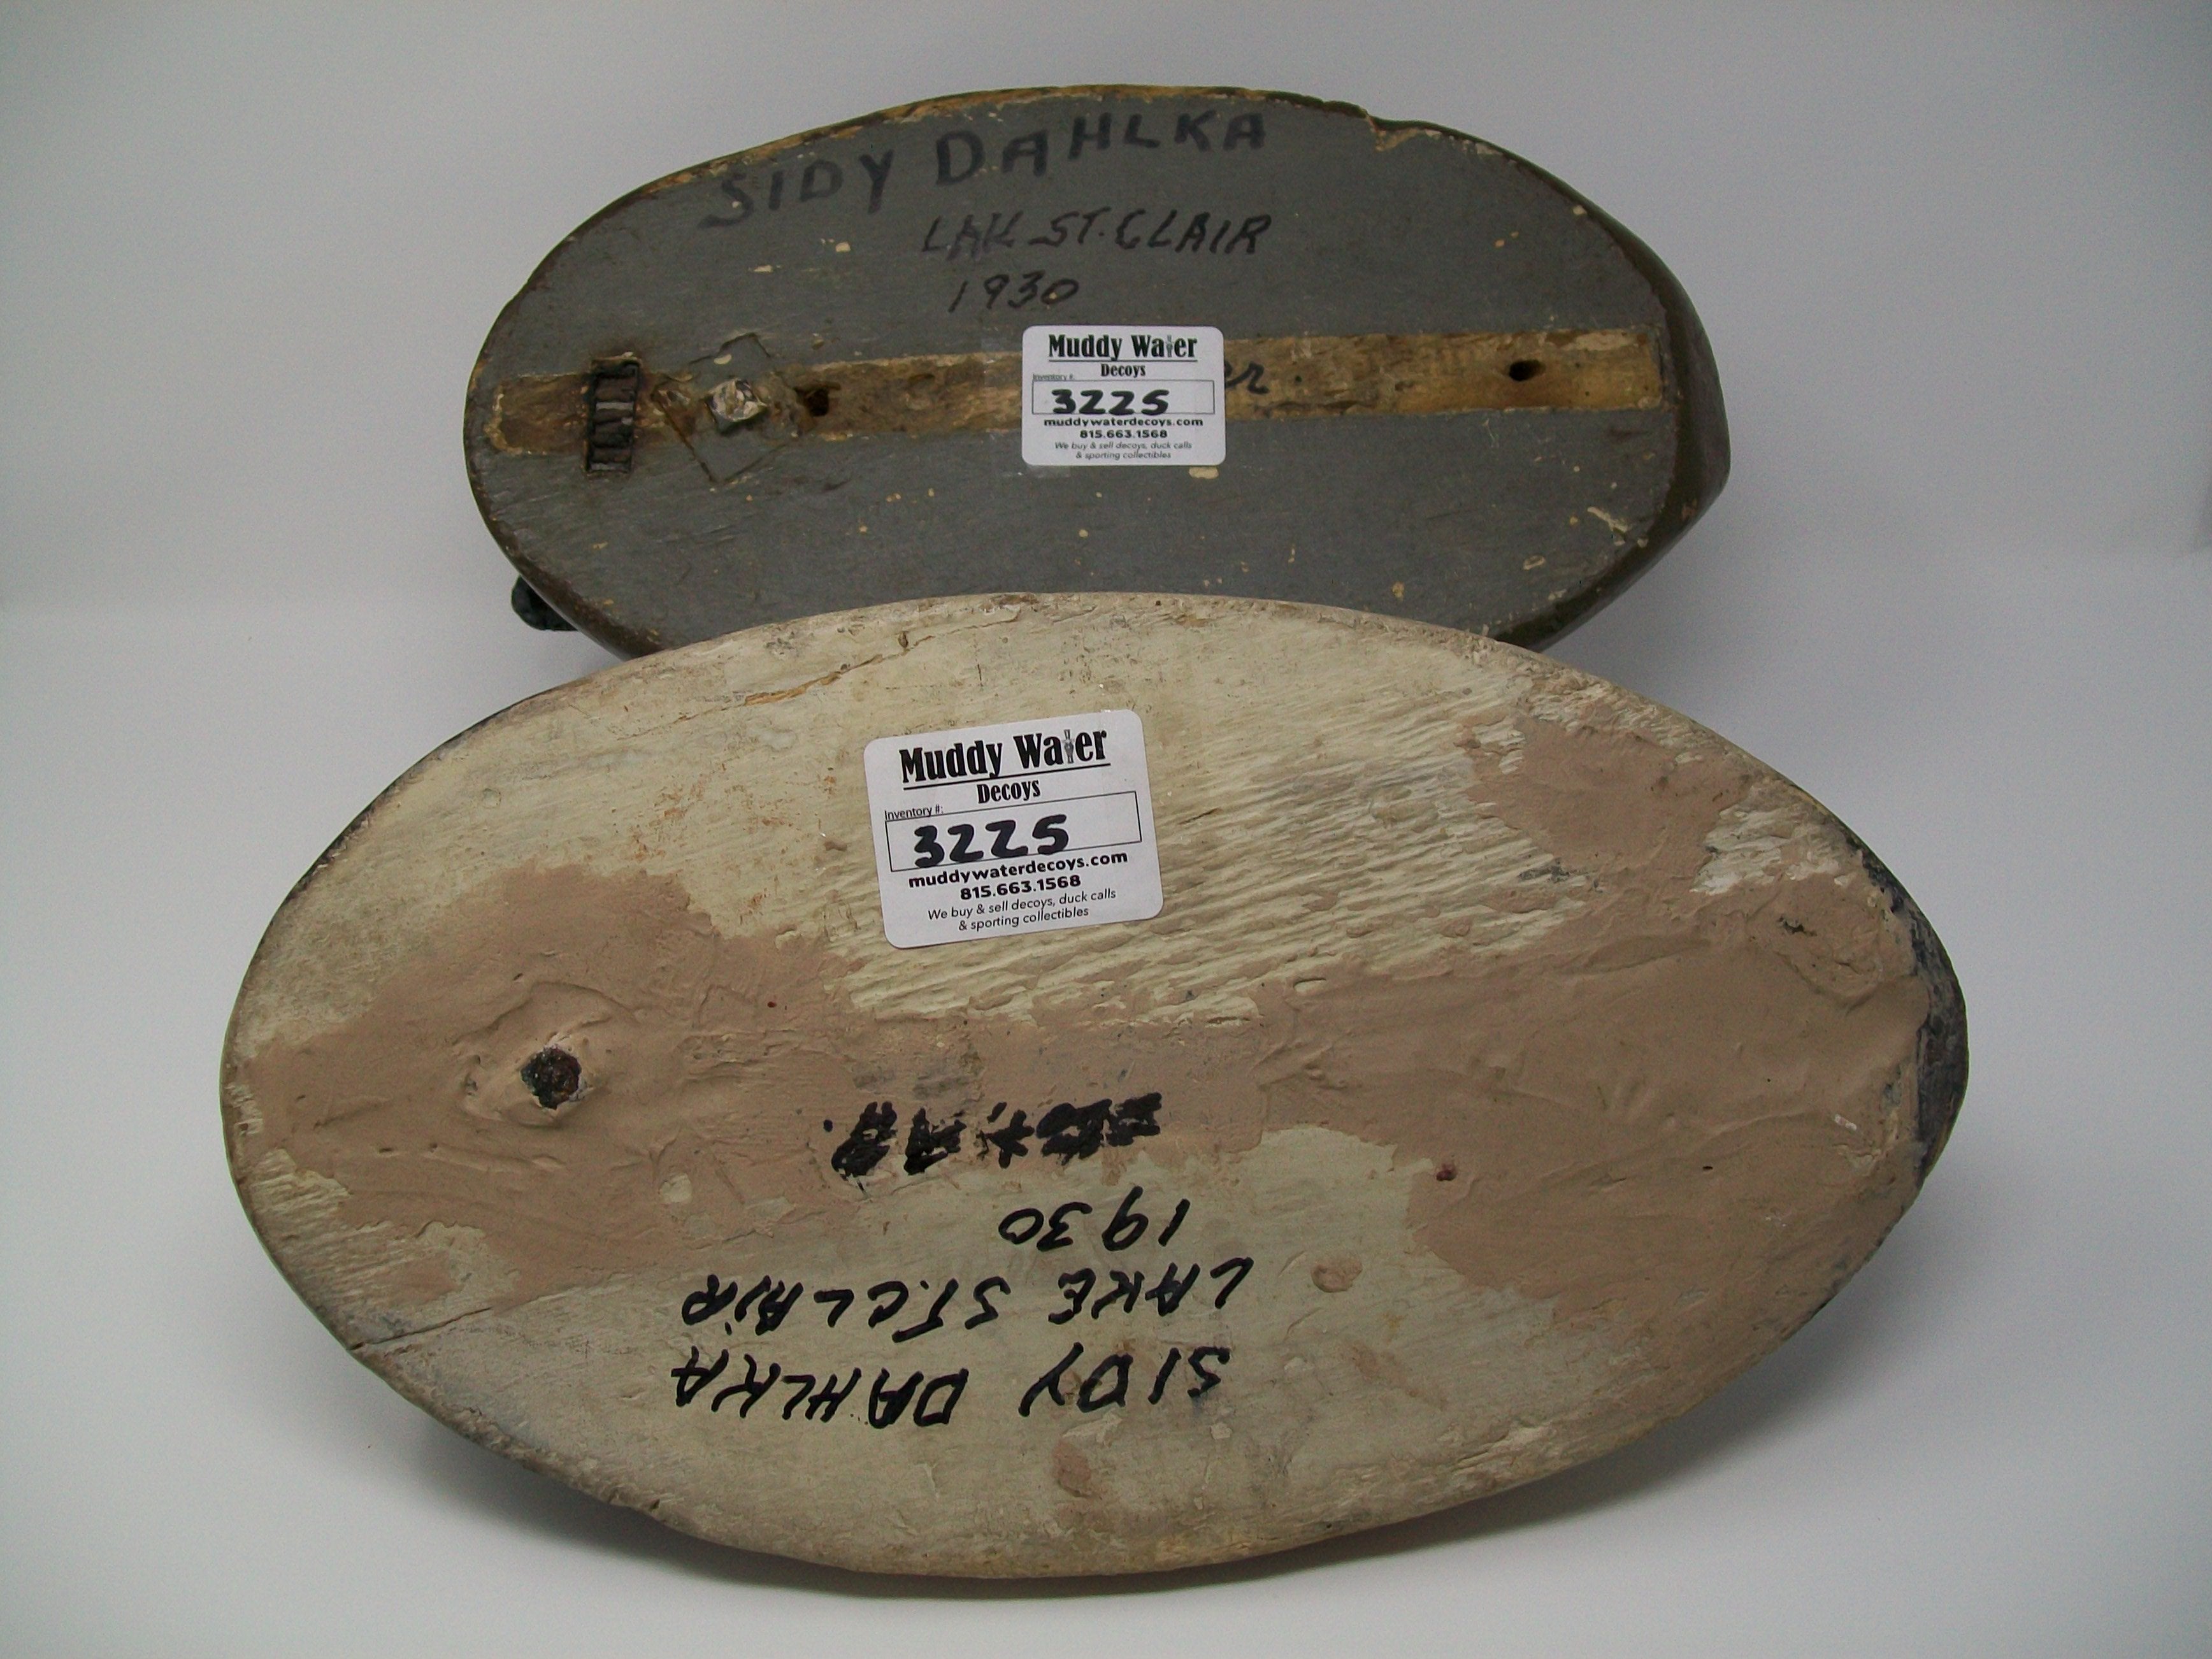 SIDY DAHLKA
LAK ST. CLAIR
1930
Muddy Water
Decoys
Inventory #:
3225
muddywaterdecoys.com
815.663.1568
We buy & sell decoys, duck calls
& sporting collectibles
Muddy Water
Decoys
Inventory #:
3225
muddywaterdecoys.com
815.663.1568
We buy & sell decoys, duck calls
& sporting collectibles
SIDY DAHLKA
LAKE ST. CLAIR
1930